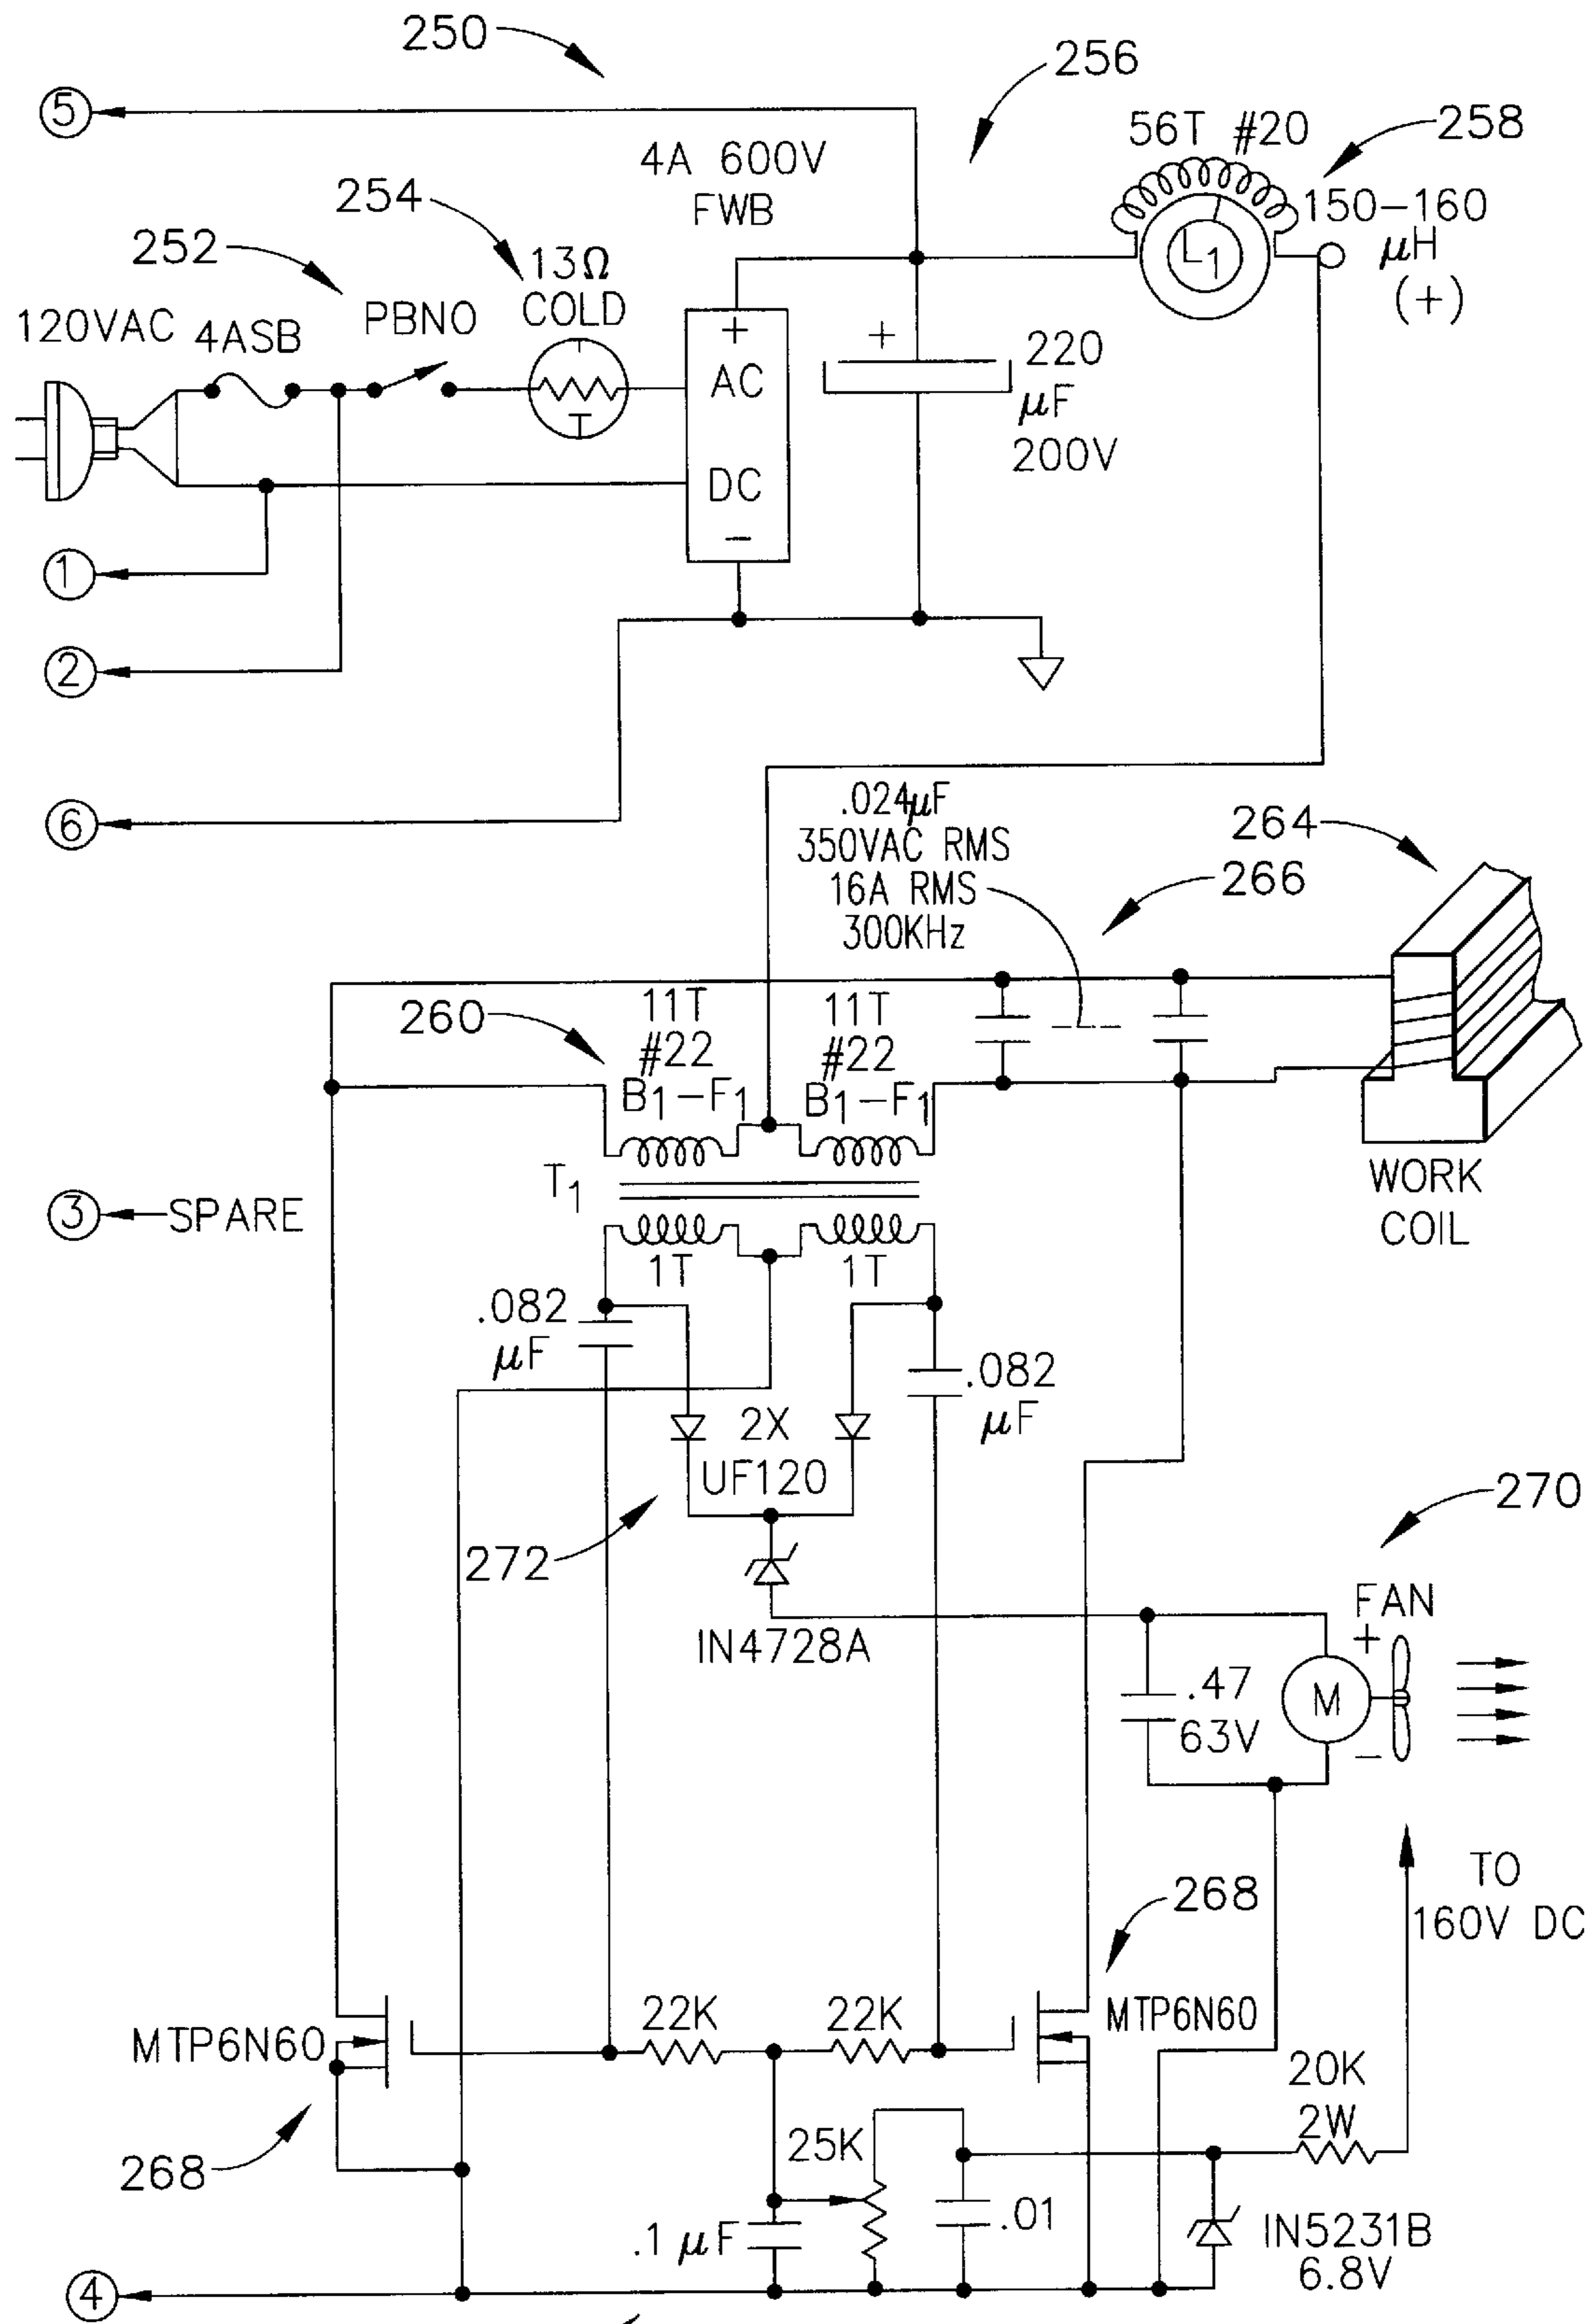 250
256
5
56T #20
258
4A 600V
FWB
254
150-160
μH
(+)
252
13Ω
COLD
120VAC
4ASB
PBNO
L1
+
AC
DC
-
+
220
μF
200V
T
1
2
6
.024μF
350VAC RMS
16A RMS
300KHz
264
266
260
11T
#22
B1-F1
11T
#22
B1-F1
T1
WORK
COIL
3
SPARE
1T
1T
.082
μF
.082
μF
2X
UF120
272
270
IN4728A
FAN
+
M
-
.47
63V
TO
160V DC
268
MTP6N60
22K
22K
MTP6N60
268
20K
2W
25K
.1 μF
.01
IN5231B
6.8V
4